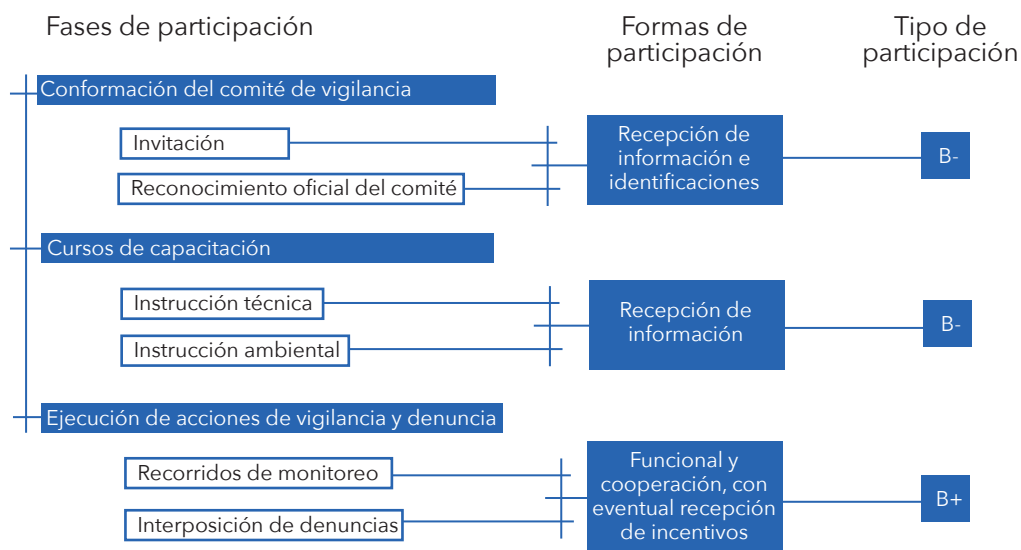 Fases de participación
Formas de
participación
Tipo de
participación
Conformación del comité de vigilancia
Invitación
Reconocimiento oficial del comité
Recepción de
información e
identificaciones
B-
Cursos de capacitación
Instrucción técnica
Instrucción ambiental
Recepción de
información
B-
Ejecución de acciones de vigilancia y denuncia
Recorridos de monitoreo
Interposición de denuncias
Funcional y
cooperación, con
eventual recepción
de incentivos
B+